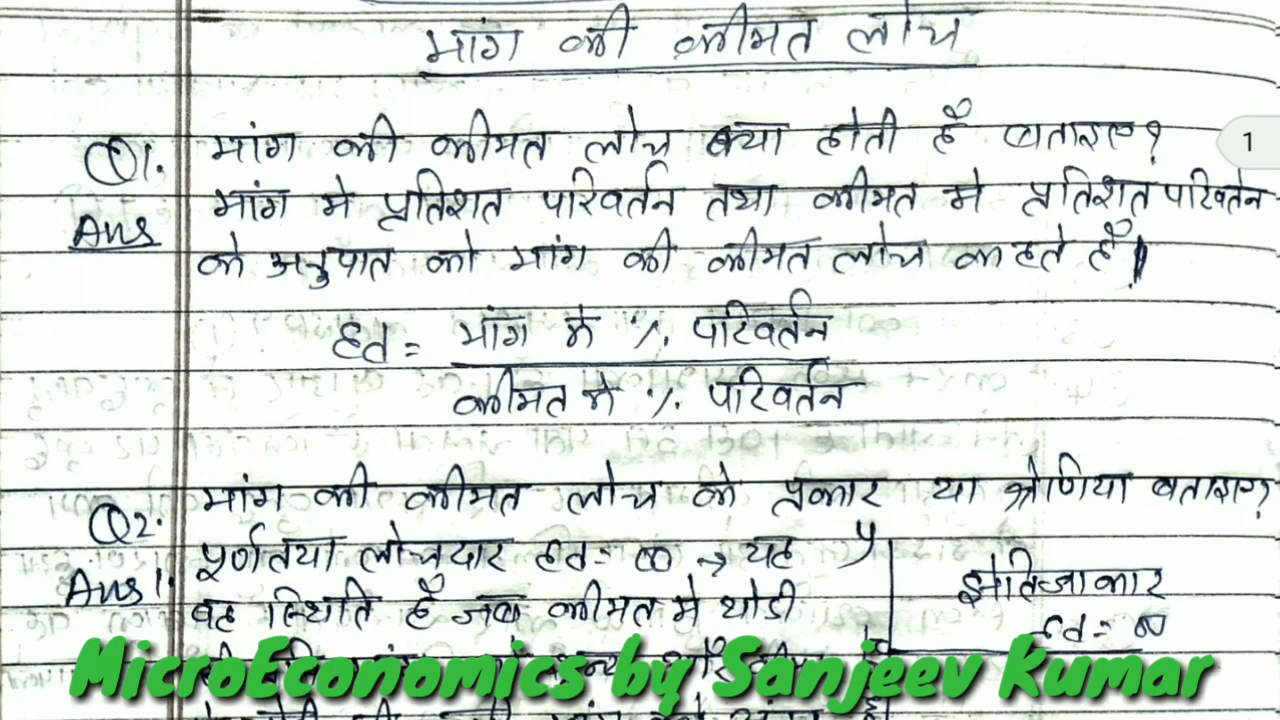 मांग की कीमत लोच
Q1. मांग की कीमत लोच क्या होती हैं बताइए?
Ans मांग मे प्रतिशत परिवर्तन तथा कीमत मे प्रतिशत परिवर्तन
के अनुपात को मांग की कीमत लोच कहते हैं।
1
Ed = मांग मे % परिवर्तन
कीमत मे % परिवर्तन
Q2. मांग की कीमत लोच के प्रकार या श्रेणिया बताइए?
Ans 1. पूर्णतया लोचदार Ed = ∞ → यह
वह स्थिति हैं जब कीमत मे थोडी
y
क्षैतिजाकार
Ed = ∞
MicroEconomics by Sanjeev Kumar